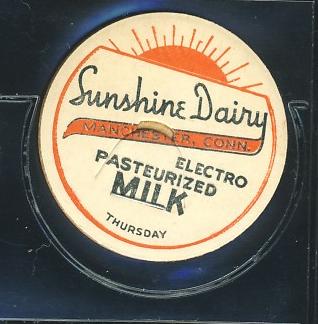 Sunshine Dairy
MANCHESTER, CONN.
ELECTRO
PASTEURIZED
MILK
THURSDAY